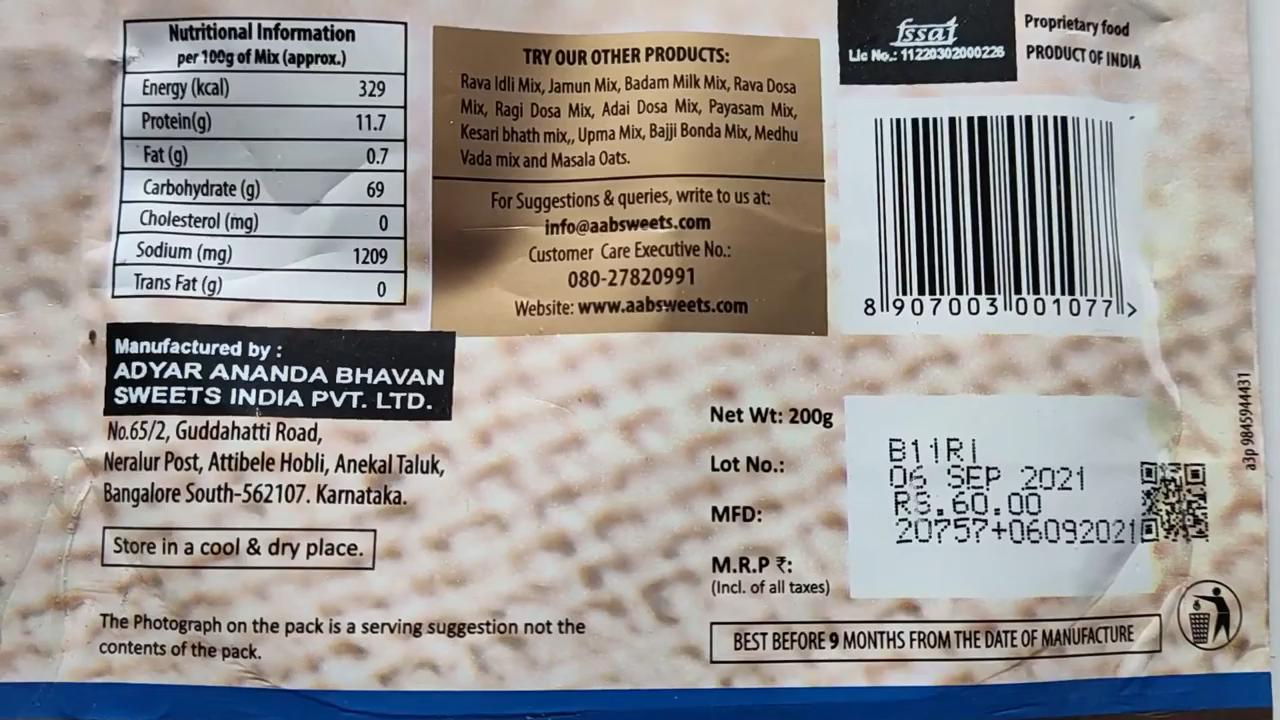 Nutritional Information
per 100g of Mix (approx.)
Energy (kcal) 329
Protein(g) 11.7
Fat (g) 0.7
Carbohydrate (g) 69
Cholesterol (mg) 0
Sodium (mg) 1209
Trans Fat (g) 0
Manufactured by :
ADYAR ANANDA BHAVAN
SWEETS INDIA PVT. LTD.
No.65/2, Guddahatti Road,
Neralur Post, Attibele Hobli, Anekal Taluk,
Bangalore South-562107. Karnataka.
Store in a cool & dry place.
The Photograph on the pack is a serving suggestion not the
contents of the pack.
TRY OUR OTHER PRODUCTS:
Rava Idli Mix, Jamun Mix, Badam Milk Mix, Rava Dosa
Mix, Ragi Dosa Mix, Adai Dosa Mix, Payasam Mix,
Kesari bhath mix,, Upma Mix, Bajji Bonda Mix, Medhu
Vada mix and Masala Oats.
For Suggestions & queries, write to us at:
info@aabsweets.com
Customer Care Executive No.:
080-27820991
Website: www.aabsweets.com
fssai
Lic No.: 11220302000226
Proprietary food
PRODUCT OF INDIA
8 907003 001077 >
Net Wt: 200g
Lot No.: B11RI
MFD: 06 SEP 2021
M.R.P ₹: RS.60.00
(Incl. of all taxes)
20757+06092021
BEST BEFORE 9 MONTHS FROM THE DATE OF MANUFACTURE
a3p 9845944431